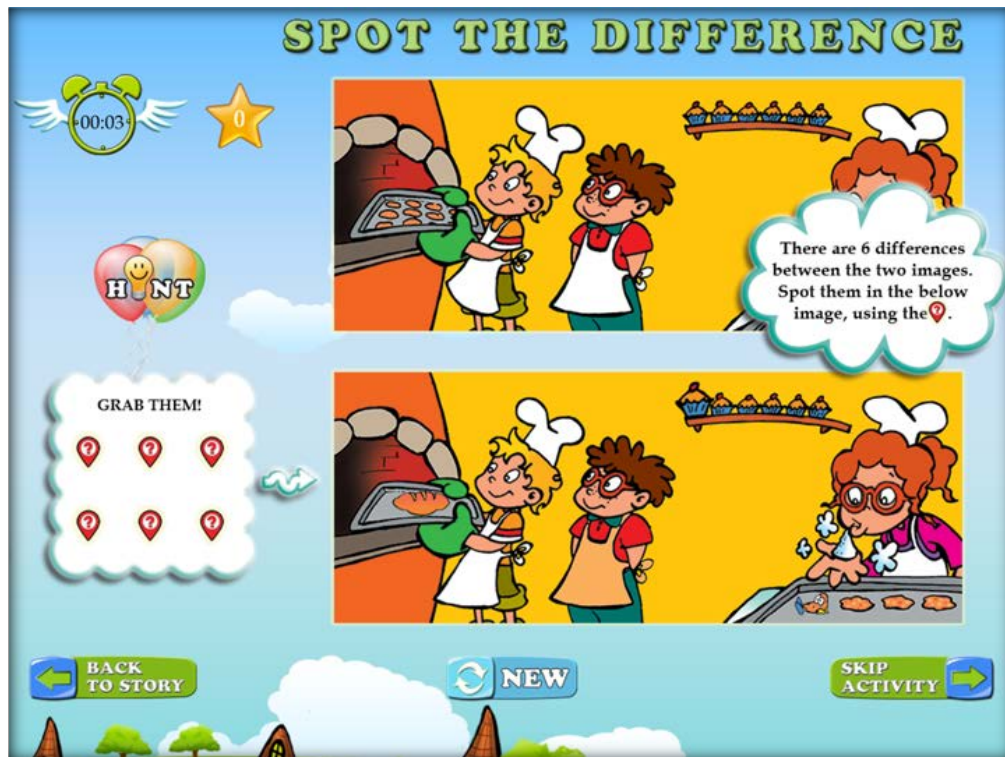 SPOT THE DIFFERENCE
00:03
0
There are 6 differences
between the two images.
Spot them in the below
image, using the ?.
H NT
GRAB THEM!
? ? ?
? ? ?
BACK
TO STORY
NEW
SKIP
ACTIVITY